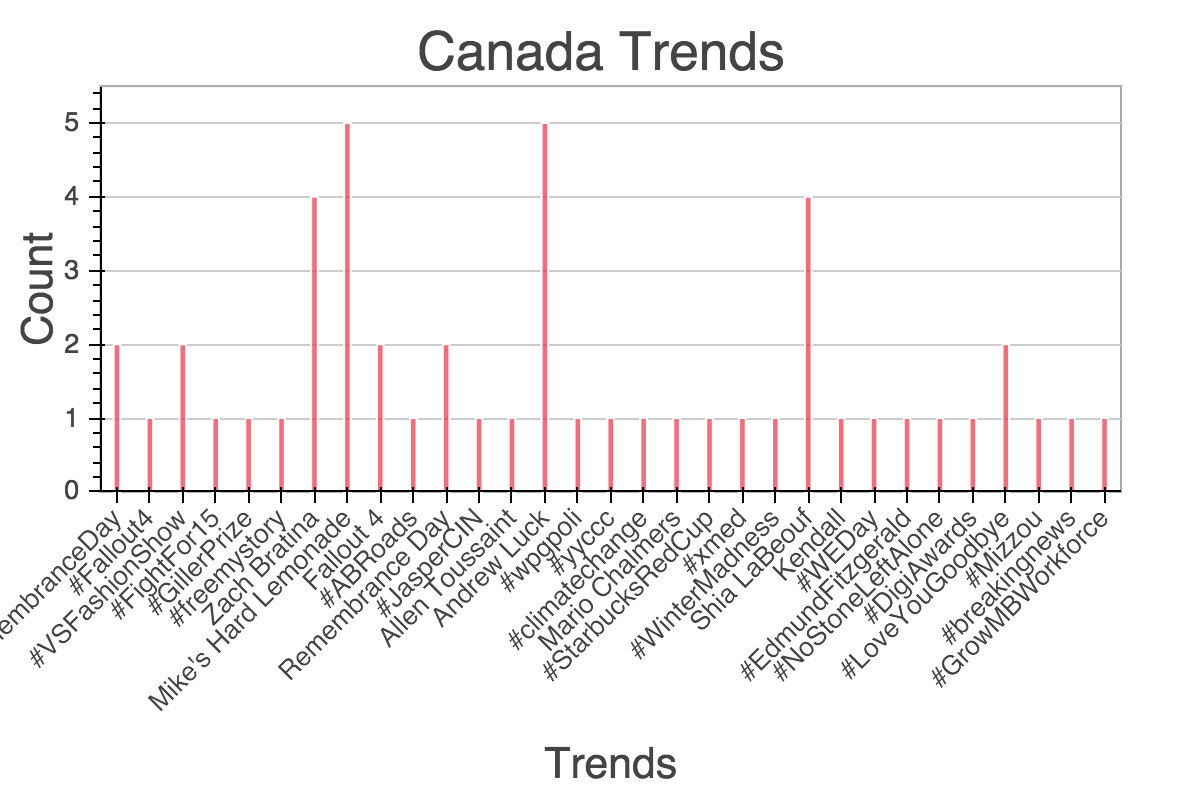 Canada Trends
Count
5
4
3
2
1
0
#Fallout4
#VSFashionShow
#FightFor15
#GillerPrize
#freemystory
Zach Bratina
Mike's Hard Lemonade
Fallout 4
#ABRoads
Remembrance Day
#JasperCIN
Allen Toussaint
Andrew Luck
#wpgpoli
#yyccc
#climatechange
Mario Chalmers
#StarbucksRedCup
#xmed
#WinterMadness
Shia LaBeouf
Kendall
#WEDay
#EdmundFitzgerald
#NoStoneLeftAlone
#DigiAwards
#LoveYouGoodbye
#Mizzou
#breakingnews
#GrowMBWorkforce
Trends